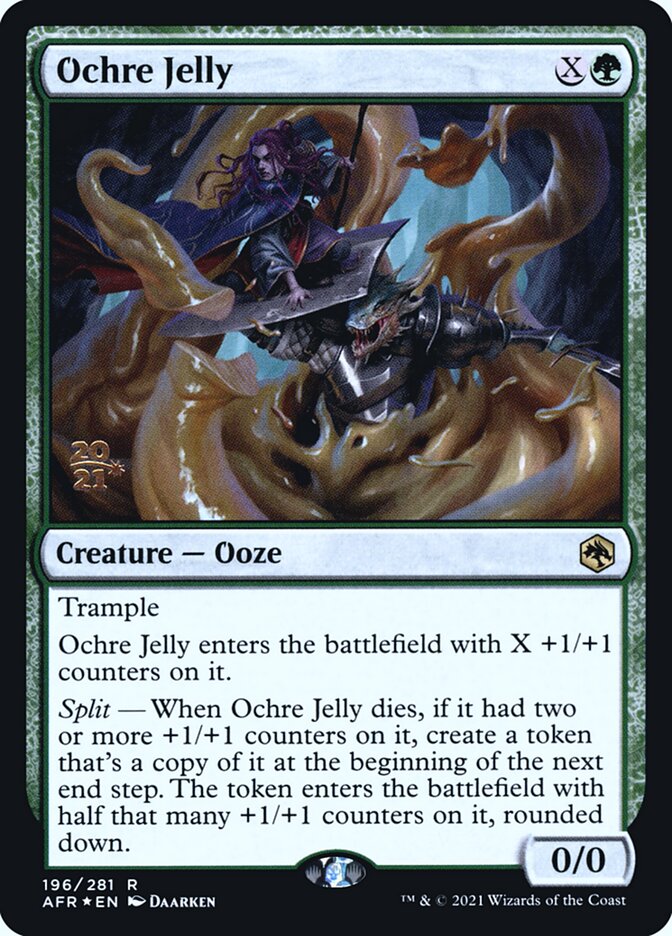 Ochre Jelly X
20
21
Creature — Ooze
Trample
Ochre Jelly enters the battlefield with X +1/+1
counters on it.
Split — When Ochre Jelly dies, if it had two
or more +1/+1 counters on it, create a token
that's a copy of it at the beginning of the next
end step. The token enters the battlefield with
half that many +1/+1 counters on it, rounded
down.
0/0
196/281 R
AFR★EN DAARKEN
™ & © 2021 Wizards of the Coast